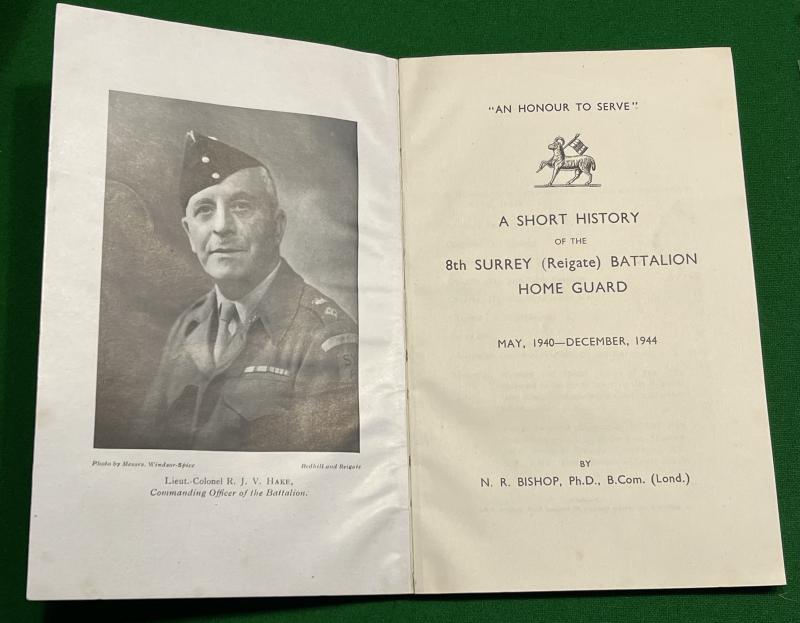 Photo by Messrs. Windsor-Spice
Redhill and Reigate
Lieut.-Colonel R. J. V. HAKE,
Commanding Officer of the Battalion.
"AN HONOUR TO SERVE"
A SHORT HISTORY
OF THE
8th SURREY (Reigate) BATTALION
HOME GUARD
MAY, 1940—DECEMBER, 1944
BY
N. R. BISHOP, Ph.D., B.Com. (Lond.)